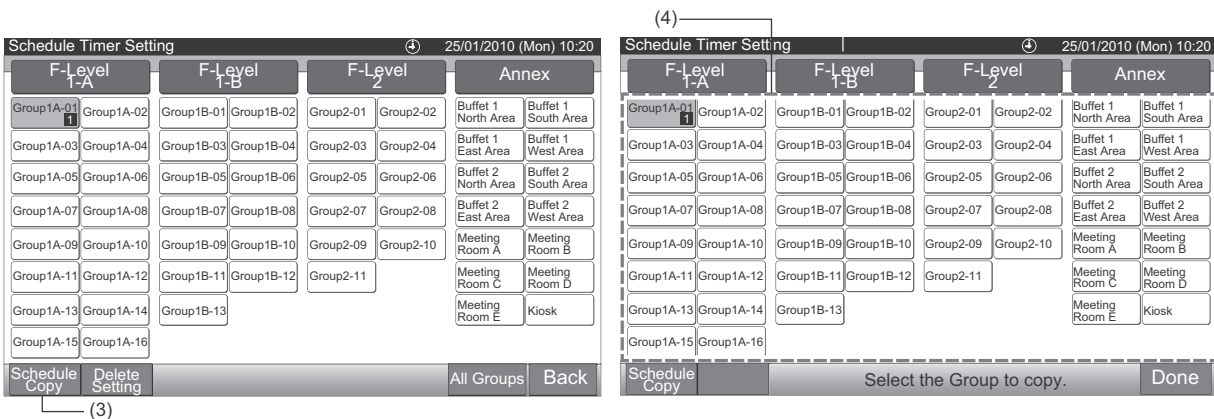 (4)
Schedule Timer Setting 25/01/2010 (Mon) 10:20
F-Level 1-A F-Level 1-B F-Level 2 Annex
Group1A-01 1 Group1A-02 Group1B-01 Group1B-02 Group2-01 Group2-02 Buffet 1 North Area Buffet 1 South Area
Group1A-03 Group1A-04 Group1B-03 Group1B-04 Group2-03 Group2-04 Buffet 1 East Area Buffet 1 West Area
Group1A-05 Group1A-06 Group1B-05 Group1B-06 Group2-05 Group2-06 Buffet 2 North Area Buffet 2 South Area
Group1A-07 Group1A-08 Group1B-07 Group1B-08 Group2-07 Group2-08 Buffet 2 East Area Buffet 2 West Area
Group1A-09 Group1A-10 Group1B-09 Group1B-10 Group2-09 Group2-10 Meeting Room A Meeting Room B
Group1A-11 Group1A-12 Group1B-11 Group1B-12 Group2-11 Meeting Room C Meeting Room D
Group1A-13 Group1A-14 Group1B-13 Meeting Room E Kiosk
Group1A-15 Group1A-16
Schedule Copy Delete Setting All Groups Back
(3)
Schedule Timer Setting 25/01/2010 (Mon) 10:20
F-Level 1-A F-Level 1-B F-Level 2 Annex
Group1A-01 1 Group1A-02 Group1B-01 Group1B-02 Group2-01 Group2-02 Buffet 1 North Area Buffet 1 South Area
Group1A-03 Group1A-04 Group1B-03 Group1B-04 Group2-03 Group2-04 Buffet 1 East Area Buffet 1 West Area
Group1A-05 Group1A-06 Group1B-05 Group1B-06 Group2-05 Group2-06 Buffet 2 North Area Buffet 2 South Area
Group1A-07 Group1A-08 Group1B-07 Group1B-08 Group2-07 Group2-08 Buffet 2 East Area Buffet 2 West Area
Group1A-09 Group1A-10 Group1B-09 Group1B-10 Group2-09 Group2-10 Meeting Room A Meeting Room B
Group1A-11 Group1A-12 Group1B-11 Group1B-12 Group2-11 Meeting Room C Meeting Room D
Group1A-13 Group1A-14 Group1B-13 Meeting Room E Kiosk
Group1A-15 Group1A-16
Schedule Copy Select the Group to copy. Done